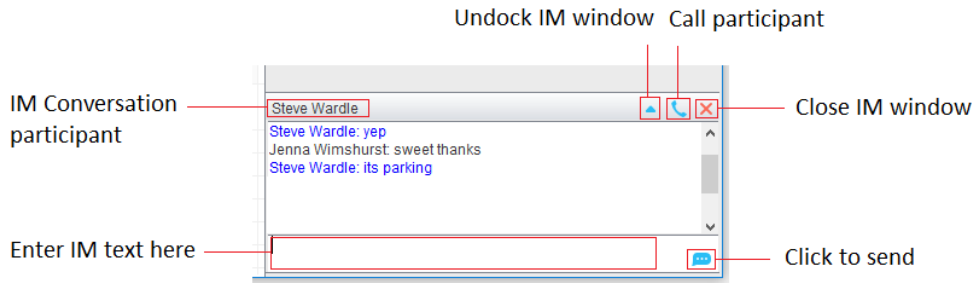 Undock IM window
Call participant
IM Conversation
participant
Steve Wardle
Close IM window
Steve Wardle: yep
Jenna Wimshurst: sweet thanks
Steve Wardle: its parking
Enter IM text here
Click to send